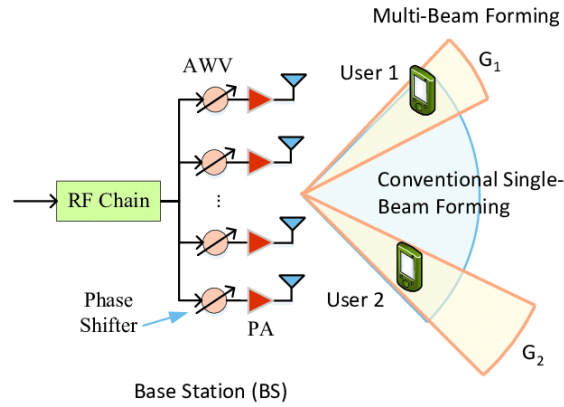 Multi-Beam Forming
AWV
User 1
G1
RF Chain
...
Conventional Single-
Beam Forming
User 2
Phase
Shifter
PA
G2
Base Station (BS)